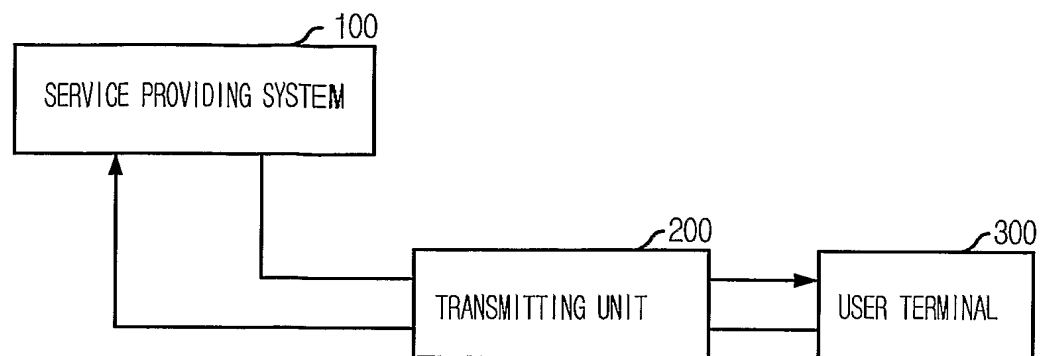 100
SERVICE PROVIDING SYSTEM
200
300
TRANSMITTING UNIT
USER TERMINAL